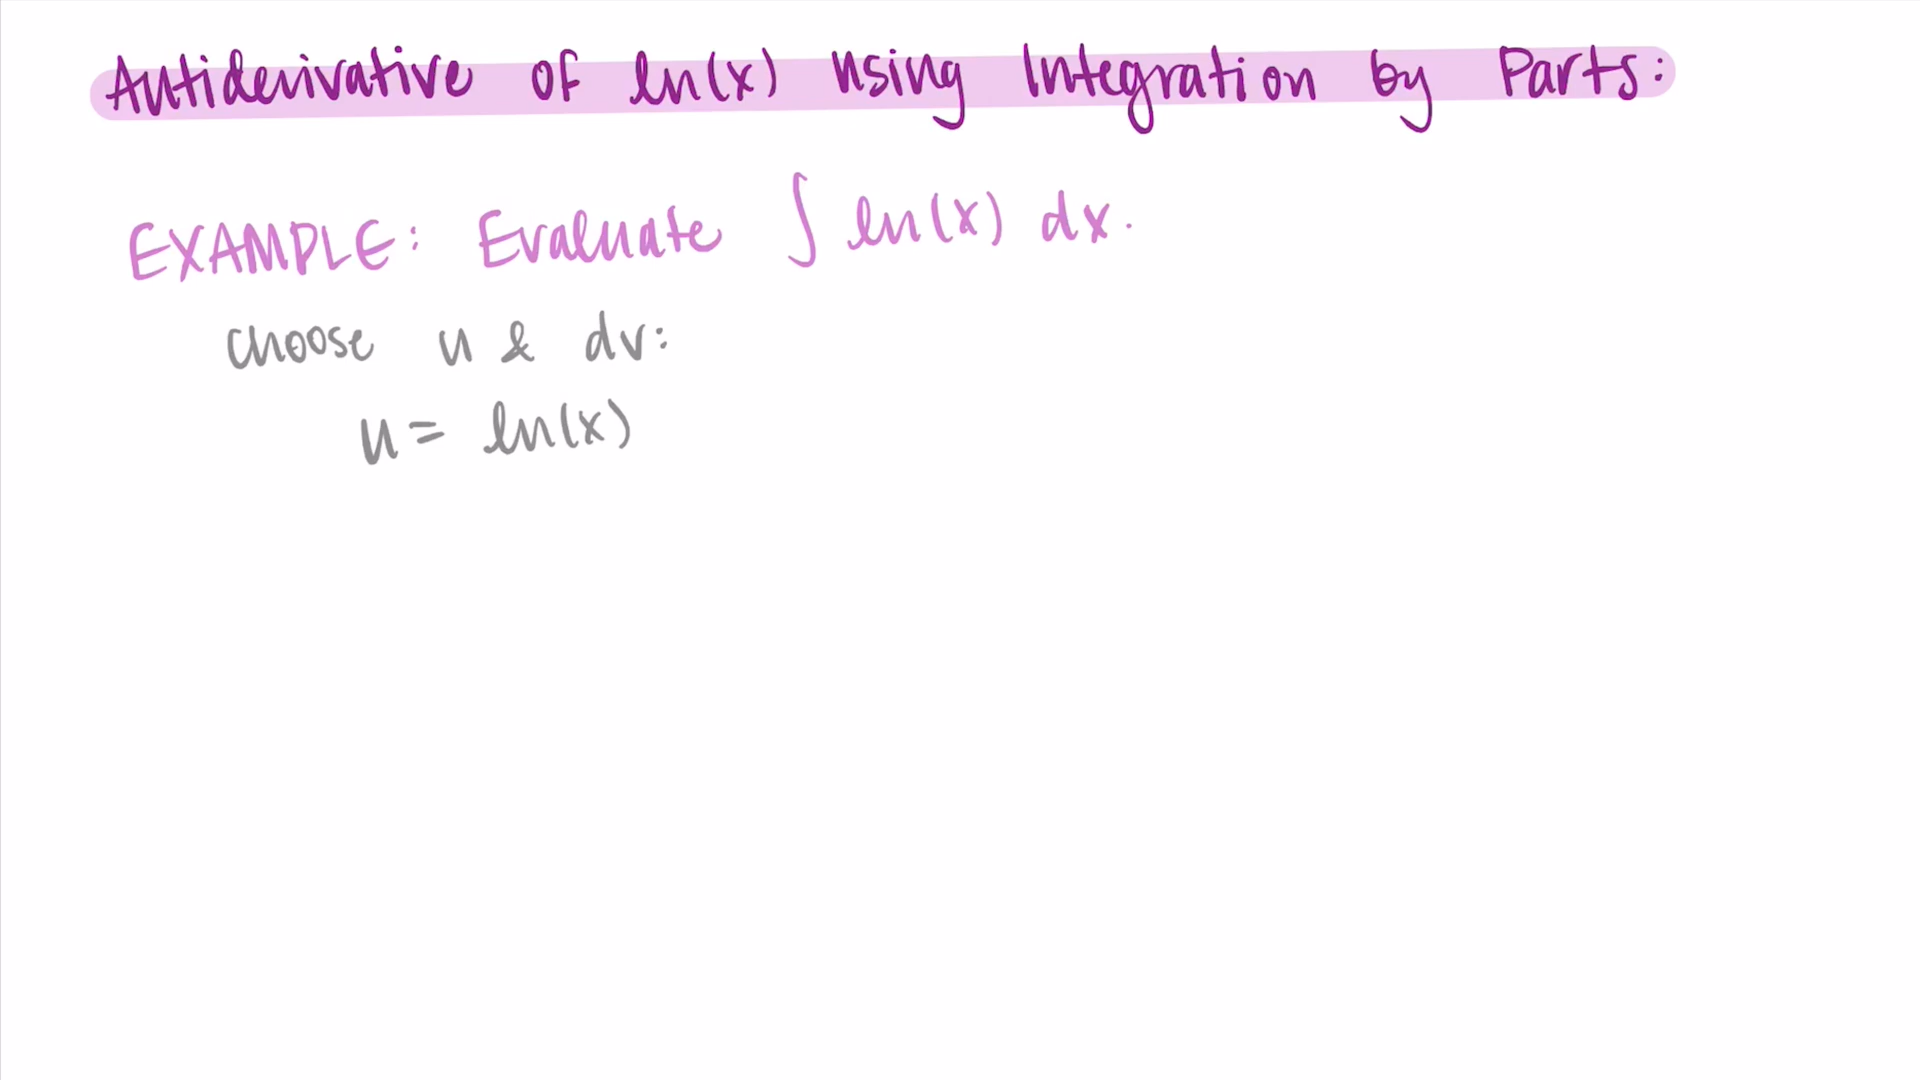 Antiderivative of ln(x) using Integration by Parts:
EXAMPLE: Evaluate ∫ ln(x) dx.
choose u & dv:
u = ln(x)